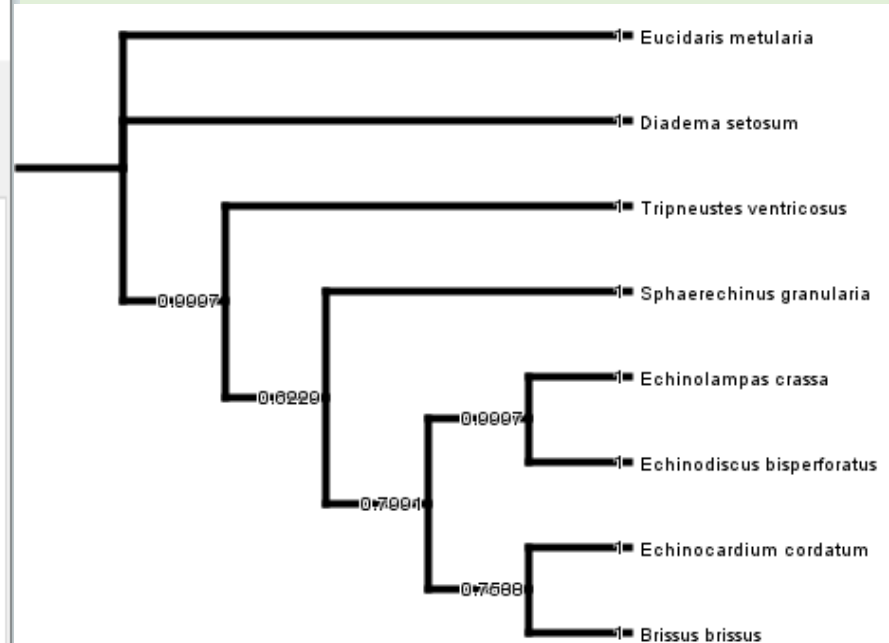 1 Eucidaris metularia
1 Diadema setosum
1 Tripneustes ventricosus
0.9997
1 Sphaerechinus granularia
1 Echinolampas crassa
0.6229
0.9997
1 Echinodiscus bisperforatus
0.7991
1 Echinocardium cordatum
0.7588
1 Brissus brissus